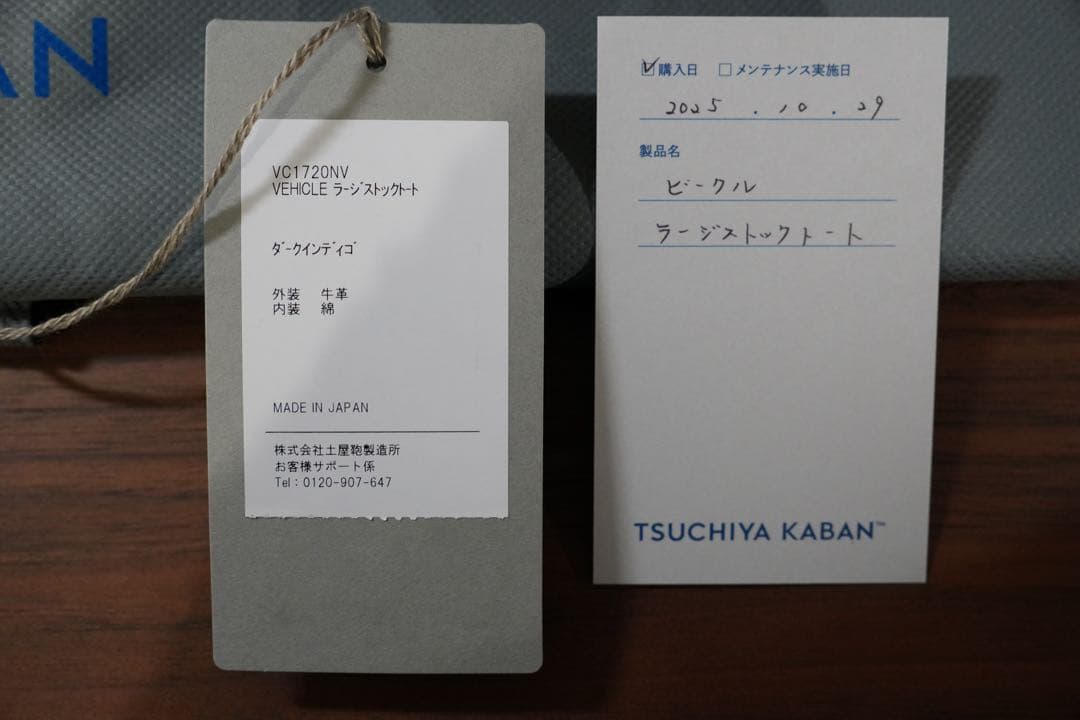 AN
VC1720NV
VEHICLE ラージストックトート
ダークインディゴ
外装 牛革
内装 綿
MADE IN JAPAN
株式会社土屋鞄製造所
お客様サポート係
Tel：0120-907-647
☑購入日 □メンテナンス実施日
2025 . 10 . 29
製品名
ビークル
ラージストックトート
TSUCHIYA KABAN™